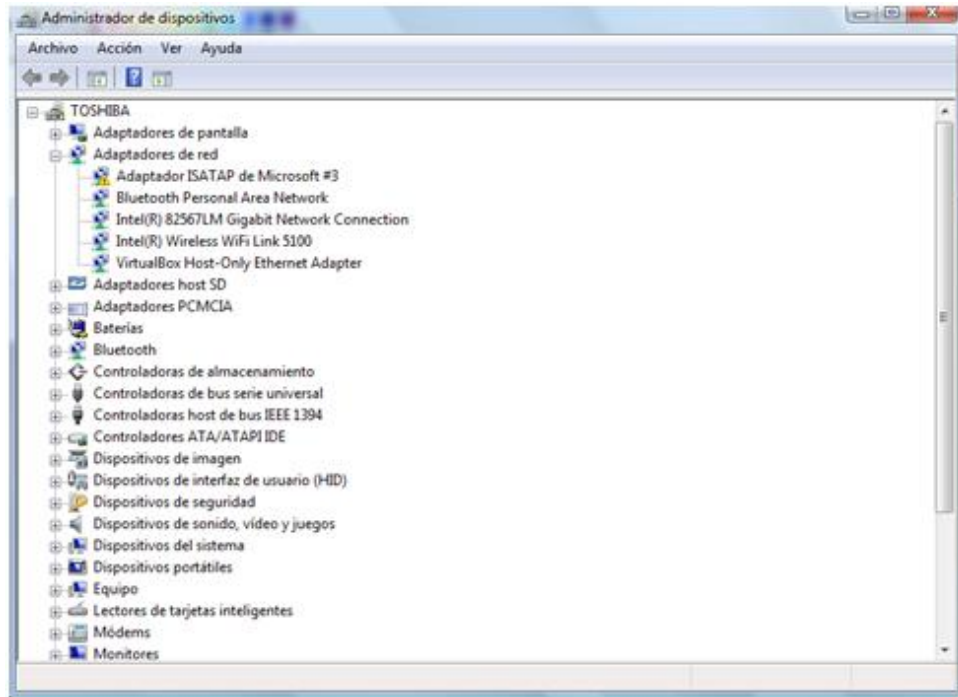 Administrador de dispositivos
Archivo Acción Ver Ayuda
TOSHIBA
Adaptadores de pantalla
Adaptadores de red
Adaptador ISATAP de Microsoft #3
Bluetooth Personal Area Network
Intel(R) 82567LM Gigabit Network Connection
Intel(R) Wireless WiFi Link 5100
VirtualBox Host-Only Ethernet Adapter
Adaptadores host SD
Adaptadores PCMCIA
Baterías
Bluetooth
Controladoras de almacenamiento
Controladoras de bus serie universal
Controladoras host de bus IEEE 1394
Controladores ATA/ATAPI IDE
Dispositivos de imagen
Dispositivos de interfaz de usuario (HID)
Dispositivos de seguridad
Dispositivos de sonido, vídeo y juegos
Dispositivos del sistema
Dispositivos portátiles
Equipo
Lectores de tarjetas inteligentes
Módems
Monitores